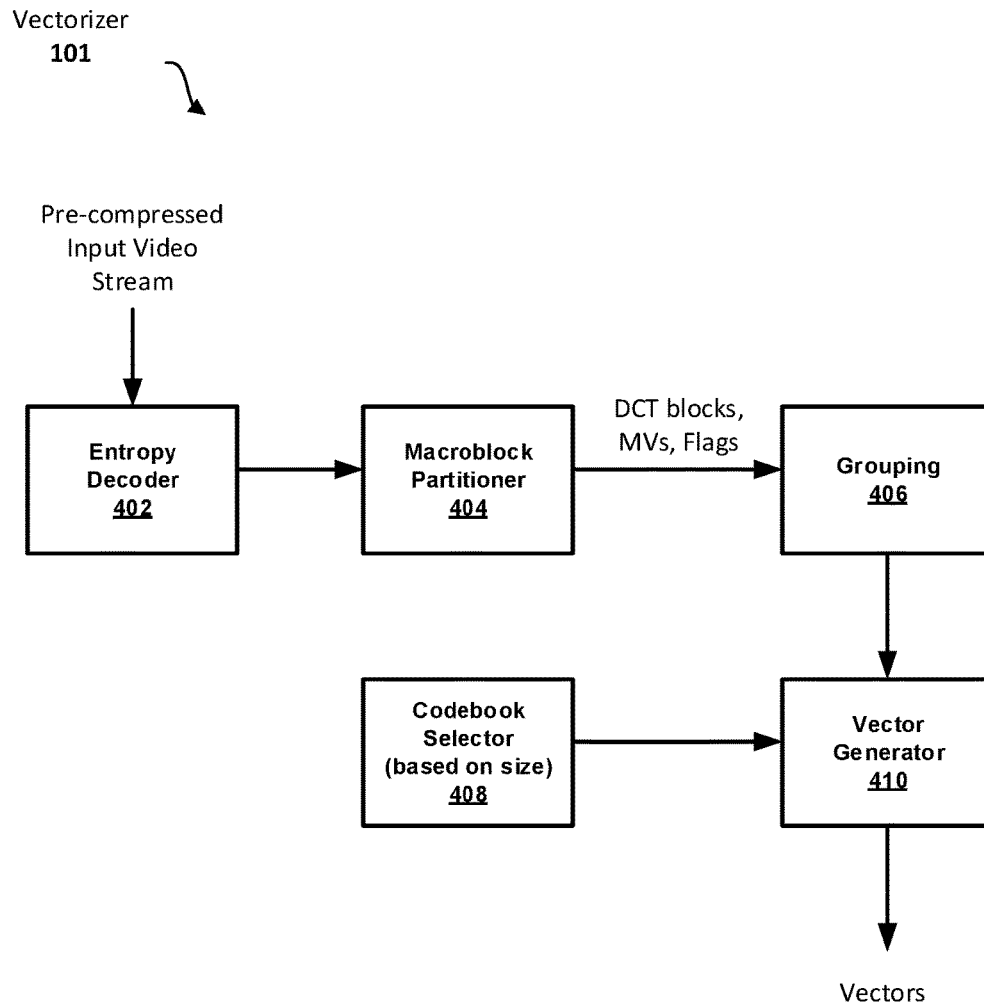 Vectorizer
101
Pre-compressed
Input Video
Stream
Entropy
Decoder
402
Macroblock
Partitioner
404
DCT blocks,
MVs, Flags
Grouping
406
Codebook
Selector
(based on size)
408
Vector
Generator
410
Vectors